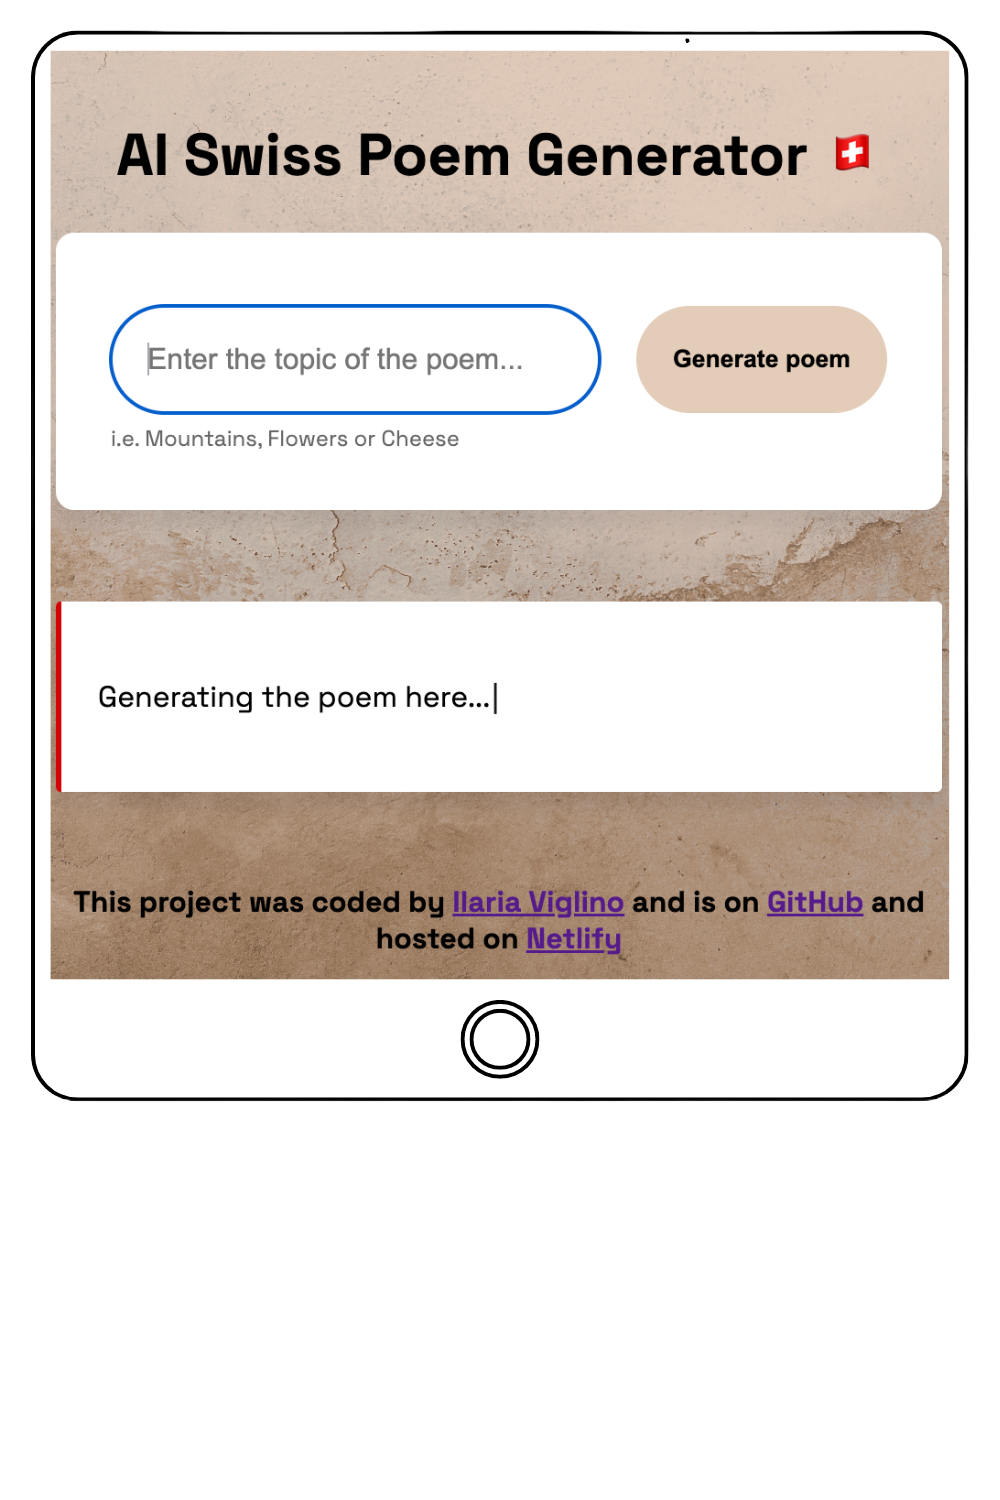 AI Swiss Poem Generator 🇨🇭
Enter the topic of the poem...
Generate poem
i.e. Mountains, Flowers or Cheese
Generating the poem here...|
This project was coded by Ilaria Viglino and is on GitHub and
hosted on Netlify